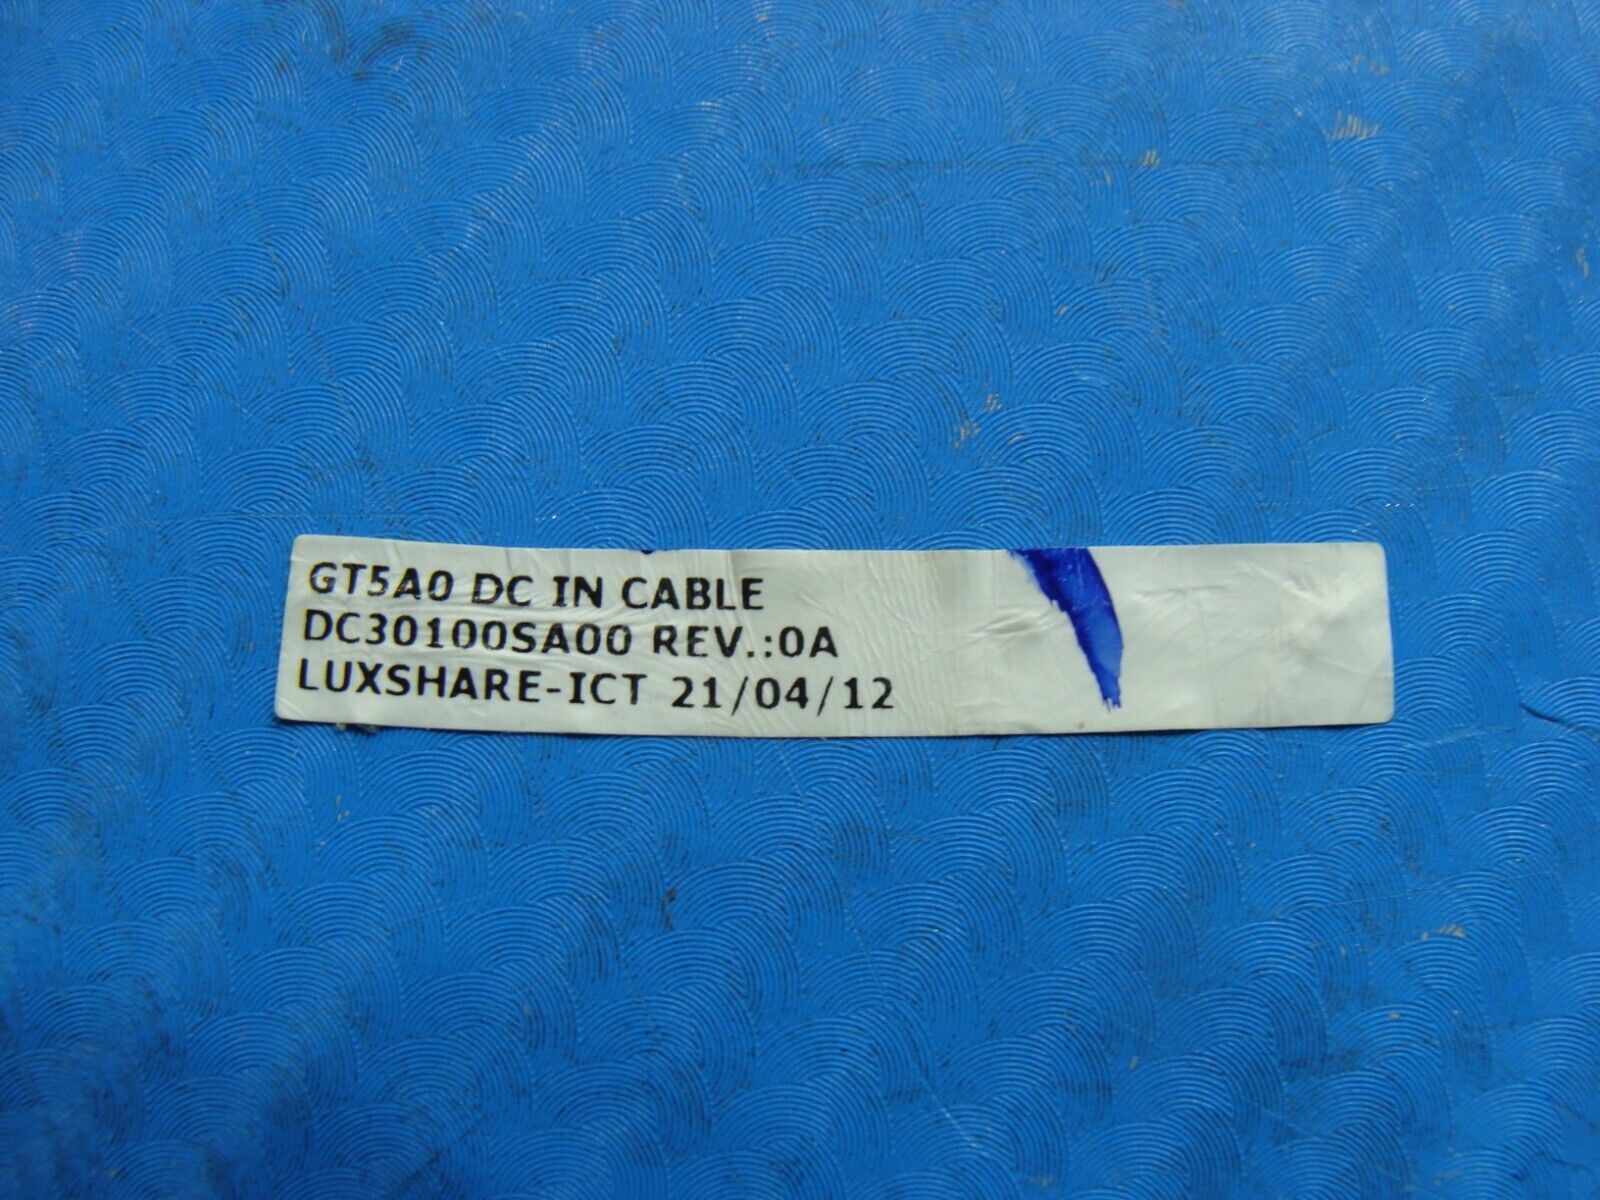 GT5A0 DC IN CABLE
DC30100SA00 REV.:0A
LUXSHARE-ICT 21/04/12